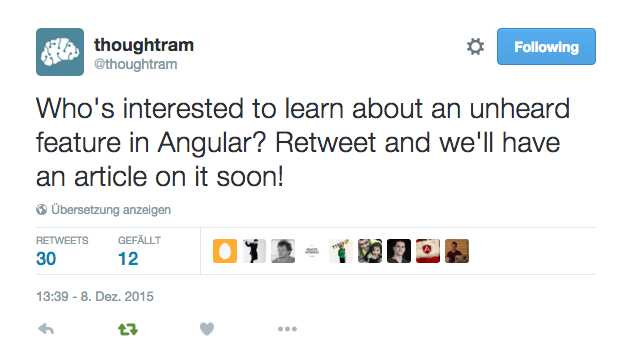 thoughtram
@thoughtram
Following
Who's interested to learn about an unheard
feature in Angular? Retweet and we'll have
an article on it soon!
Übersetzung anzeigen
RETWEETS GEFÄLLT
30 12
13:39 - 8. Dez. 2015